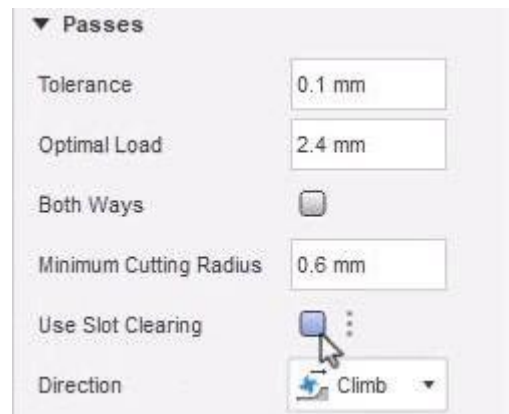 Passes
Tolerance 0.1 mm
Optimal Load 2.4 mm
Both Ways
Minimum Cutting Radius 0.6 mm
Use Slot Clearing
Direction Climb